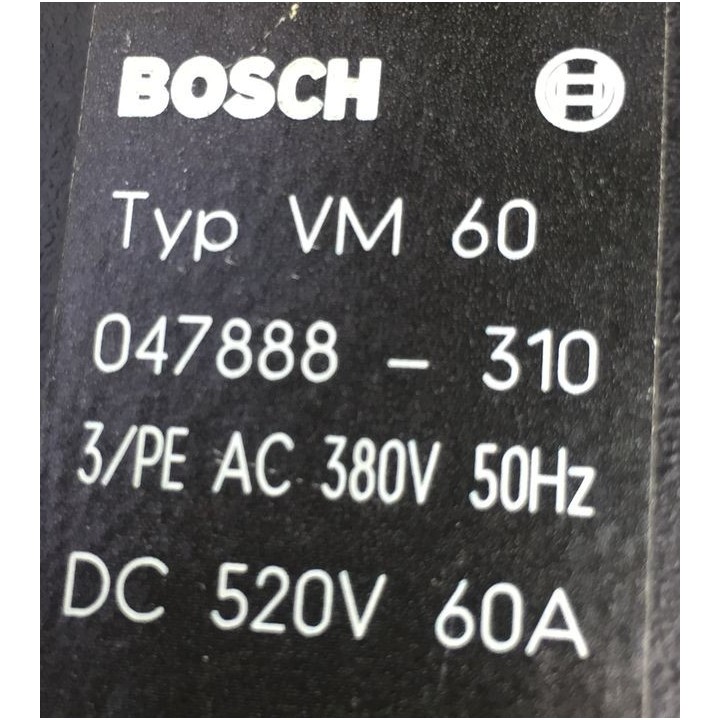 BOSCH
Typ VM 60
047888 - 310
3/PE AC 380V 50Hz
DC 520V 60A